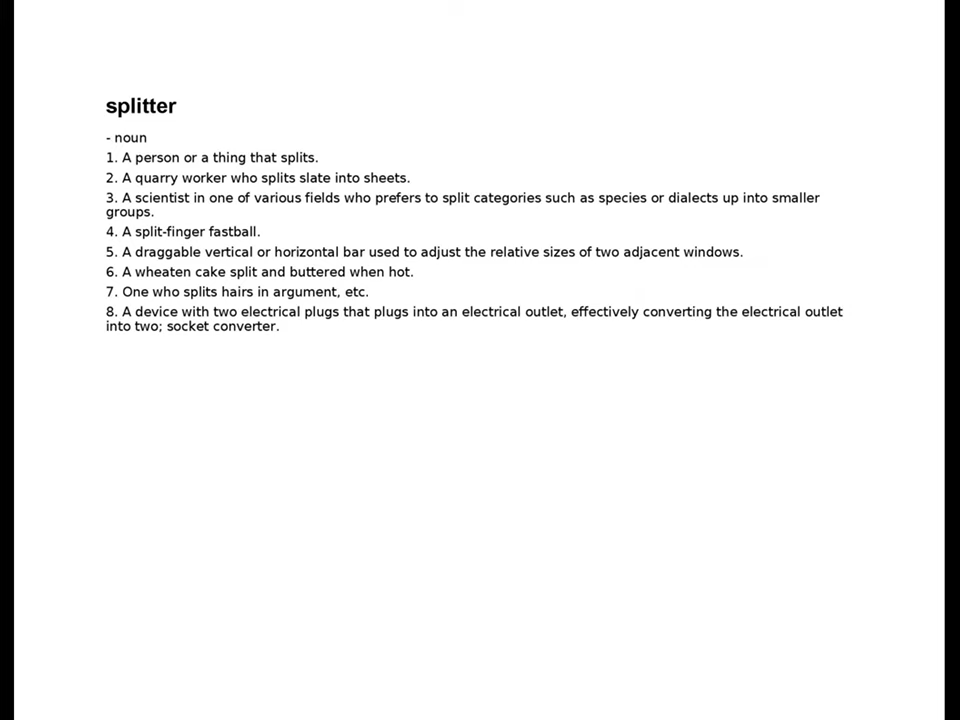 splitter
- noun
1. A person or a thing that splits.
2. A quarry worker who splits slate into sheets.
3. A scientist in one of various fields who prefers to split categories such as species or dialects up into smaller
groups.
4. A split-finger fastball.
5. A draggable vertical or horizontal bar used to adjust the relative sizes of two adjacent windows.
6. A wheaten cake split and buttered when hot.
7. One who splits hairs in argument, etc.
8. A device with two electrical plugs that plugs into an electrical outlet, effectively converting the electrical outlet
into two; socket converter.